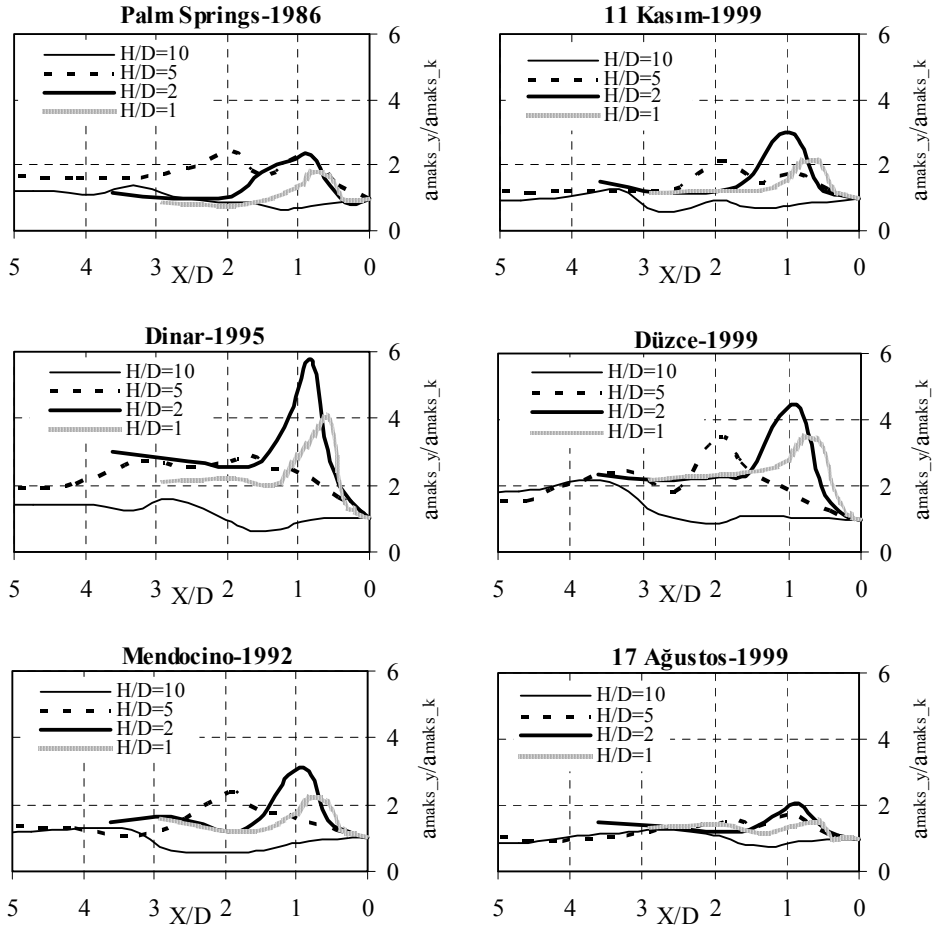 Palm Springs-1986
H/D=10
H/D=5
H/D=2
H/D=1
6
4
2
0
amaks_y/amaks_k
5 4 3 2 1 0
X/D
11 Kasım-1999
H/D=10
H/D=5
H/D=2
H/D=1
6
4
2
0
amaks_y/amaks_k
5 4 3 2 1 0
X/D
Dinar-1995
H/D=10
H/D=5
H/D=2
H/D=1
6
4
2
0
amaks_y/amaks_k
5 4 3 2 1 0
X/D
Düzce-1999
H/D=10
H/D=5
H/D=2
H/D=1
6
4
2
0
amaks_y/amaks_k
5 4 3 2 1 0
X/D
Mendocino-1992
H/D=10
H/D=5
H/D=2
H/D=1
6
4
2
0
amaks_y/amaks_k
5 4 3 2 1 0
X/D
17 Ağustos-1999
H/D=10
H/D=5
H/D=2
H/D=1
6
4
2
0
amaks_y/amaks_k
5 4 3 2 1 0
X/D